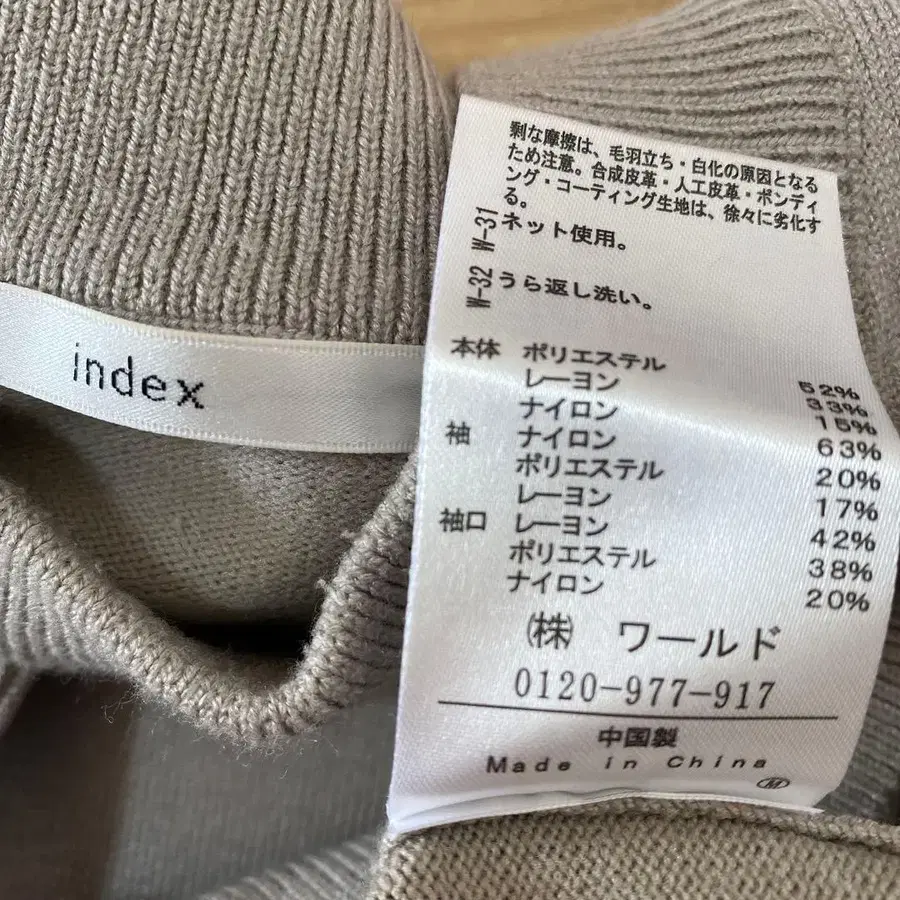 index
剰な摩擦は、毛羽立ち・白化の原因となる
ため注意。合成皮革・人工皮革・ボンディ
ング・コーティング生地は、徐々に劣化す
る。
W-31 ネット使用。
W-32 うら返し洗い。
本体 ポリエステル 52%
レーヨン 33%
ナイロン 15%
袖 ナイロン 63%
ポリエステル 20%
レーヨン 17%
袖口 レーヨン 42%
ポリエステル 38%
ナイロン 20%
㈱ ワールド
0120-977-917
中国製
Made in China
Ⓜ